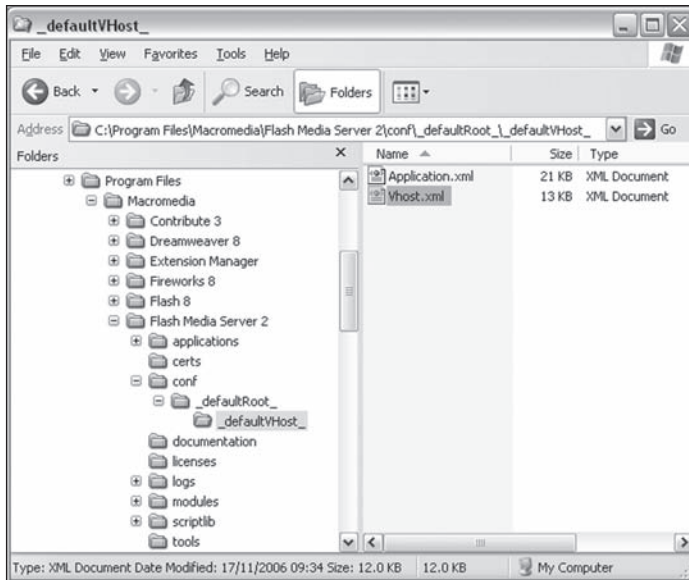 _defaultVHost_
File Edit View Favorites Tools Help
Back Search Folders
Address C:\Program Files\Macromedia\Flash Media Server 2\conf\_defaultRoot_\_defaultVHost_ Go
Folders
Name Size Type
Program Files
Macromedia
Contribute 3
Dreamweaver 8
Extension Manager
Fireworks 8
Flash 8
Flash Media Server 2
applications
certs
conf
_defaultRoot_
_defaultVHost_
documentation
licenses
logs
modules
scriptlib
tools
Application.xml 21 KB XML Document
Vhost.xml 13 KB XML Document
Type: XML Document Date Modified: 17/11/2006 09:34 Size: 12.0 KB 12.0 KB My Computer